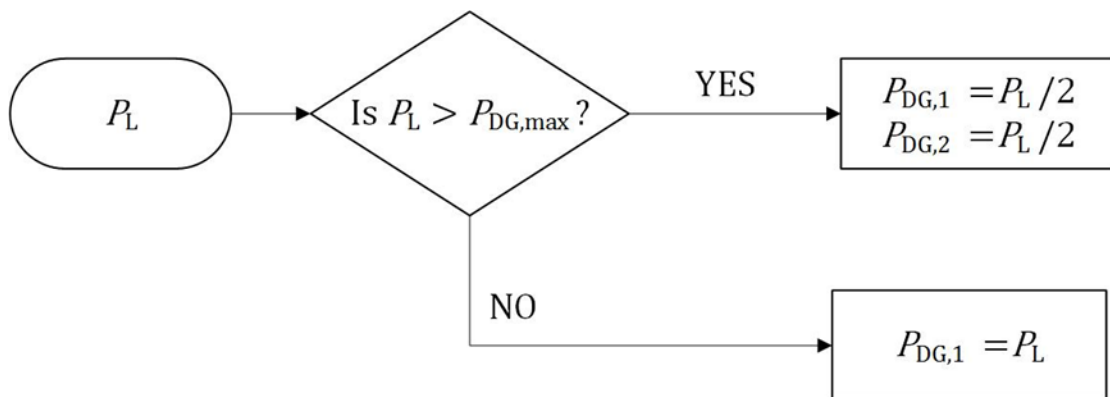 P_L
Is P_L > P_DG,max?
YES
P_DG,1 = P_L/2
P_DG,2 = P_L/2
NO
P_DG,1 = P_L